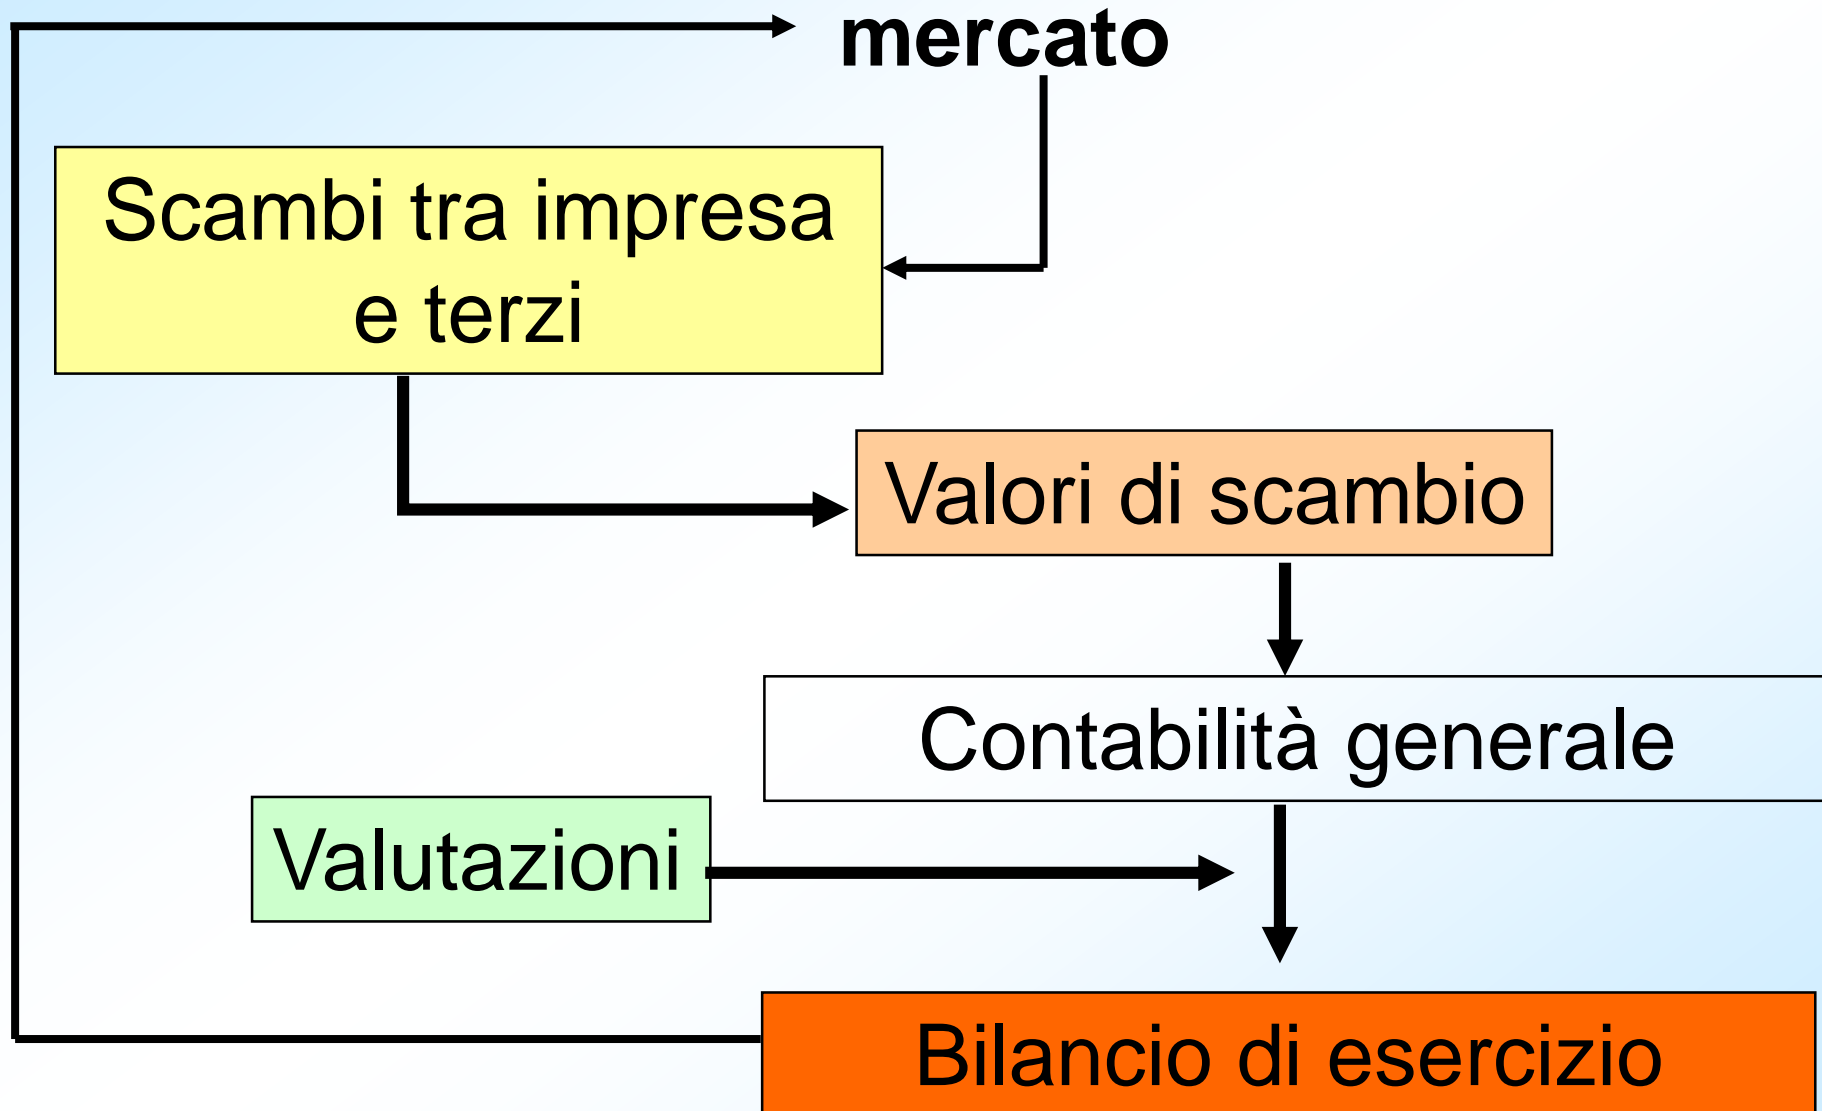 mercato
Scambi tra impresa
e terzi
Valori di scambio
Contabilità generale
Valutazioni
Bilancio di esercizio